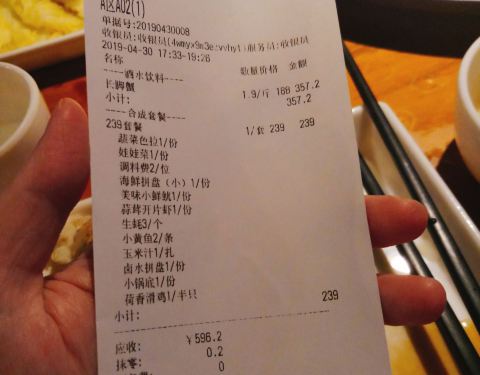 A区A02(1)
单据号:20190430008
收银员:收银员(4wmyx9n3e:vvhyt)服务员:收银
2019-04-30 17:33-19:26
名称 数量价格 金额
----酒水饮料----
长脚蟹 1.9/斤 188 357.2
小计: 357.2
----合成套餐----
239套餐 1/套 239 239
蔬菜色拉1/份
娃娃菜1/份
调料费2/位
海鲜拼盘（小）1/份
美味小鲜鱿1/份
蒜蓉开片虾1/份
生蚝3/个
小黄鱼2/条
玉米汁1/扎
卤水拼盘1/份
小锅底1/份
荷香滑鸡1/半只
小计: 239
应收: ￥596.2
抹零: 0.2
0